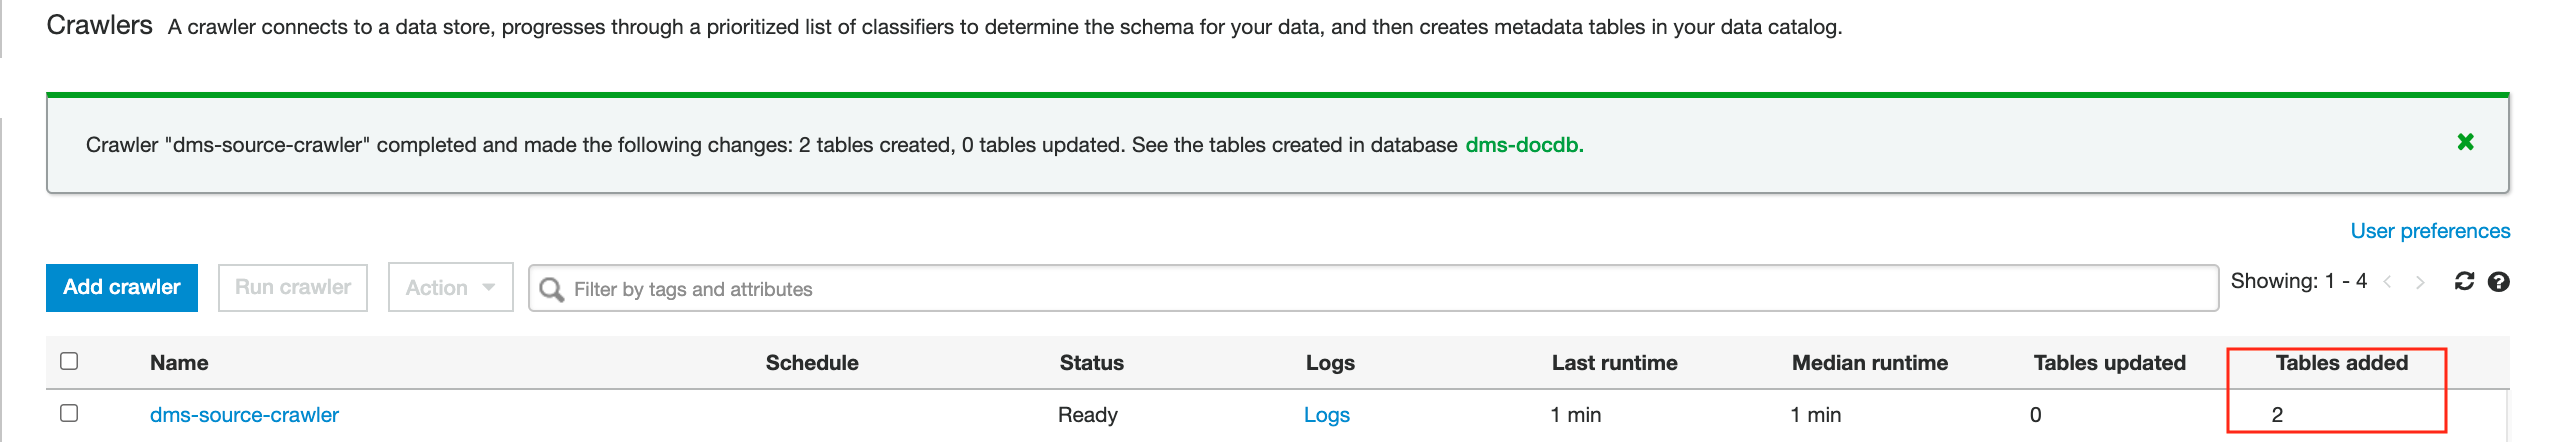 Crawlers A crawler connects to a data store, progresses through a prioritized list of classifiers to determine the schema for your data, and then creates metadata tables in your data catalog.
Crawler "dms-source-crawler" completed and made the following changes: 2 tables created, 0 tables updated. See the tables created in database dms-docdb.
User preferences
Add crawler Run crawler Action Filter by tags and attributes Showing: 1 - 4
Name Schedule Status Logs Last runtime Median runtime Tables updated Tables added
dms-source-crawler Ready Logs 1 min 1 min 0 2